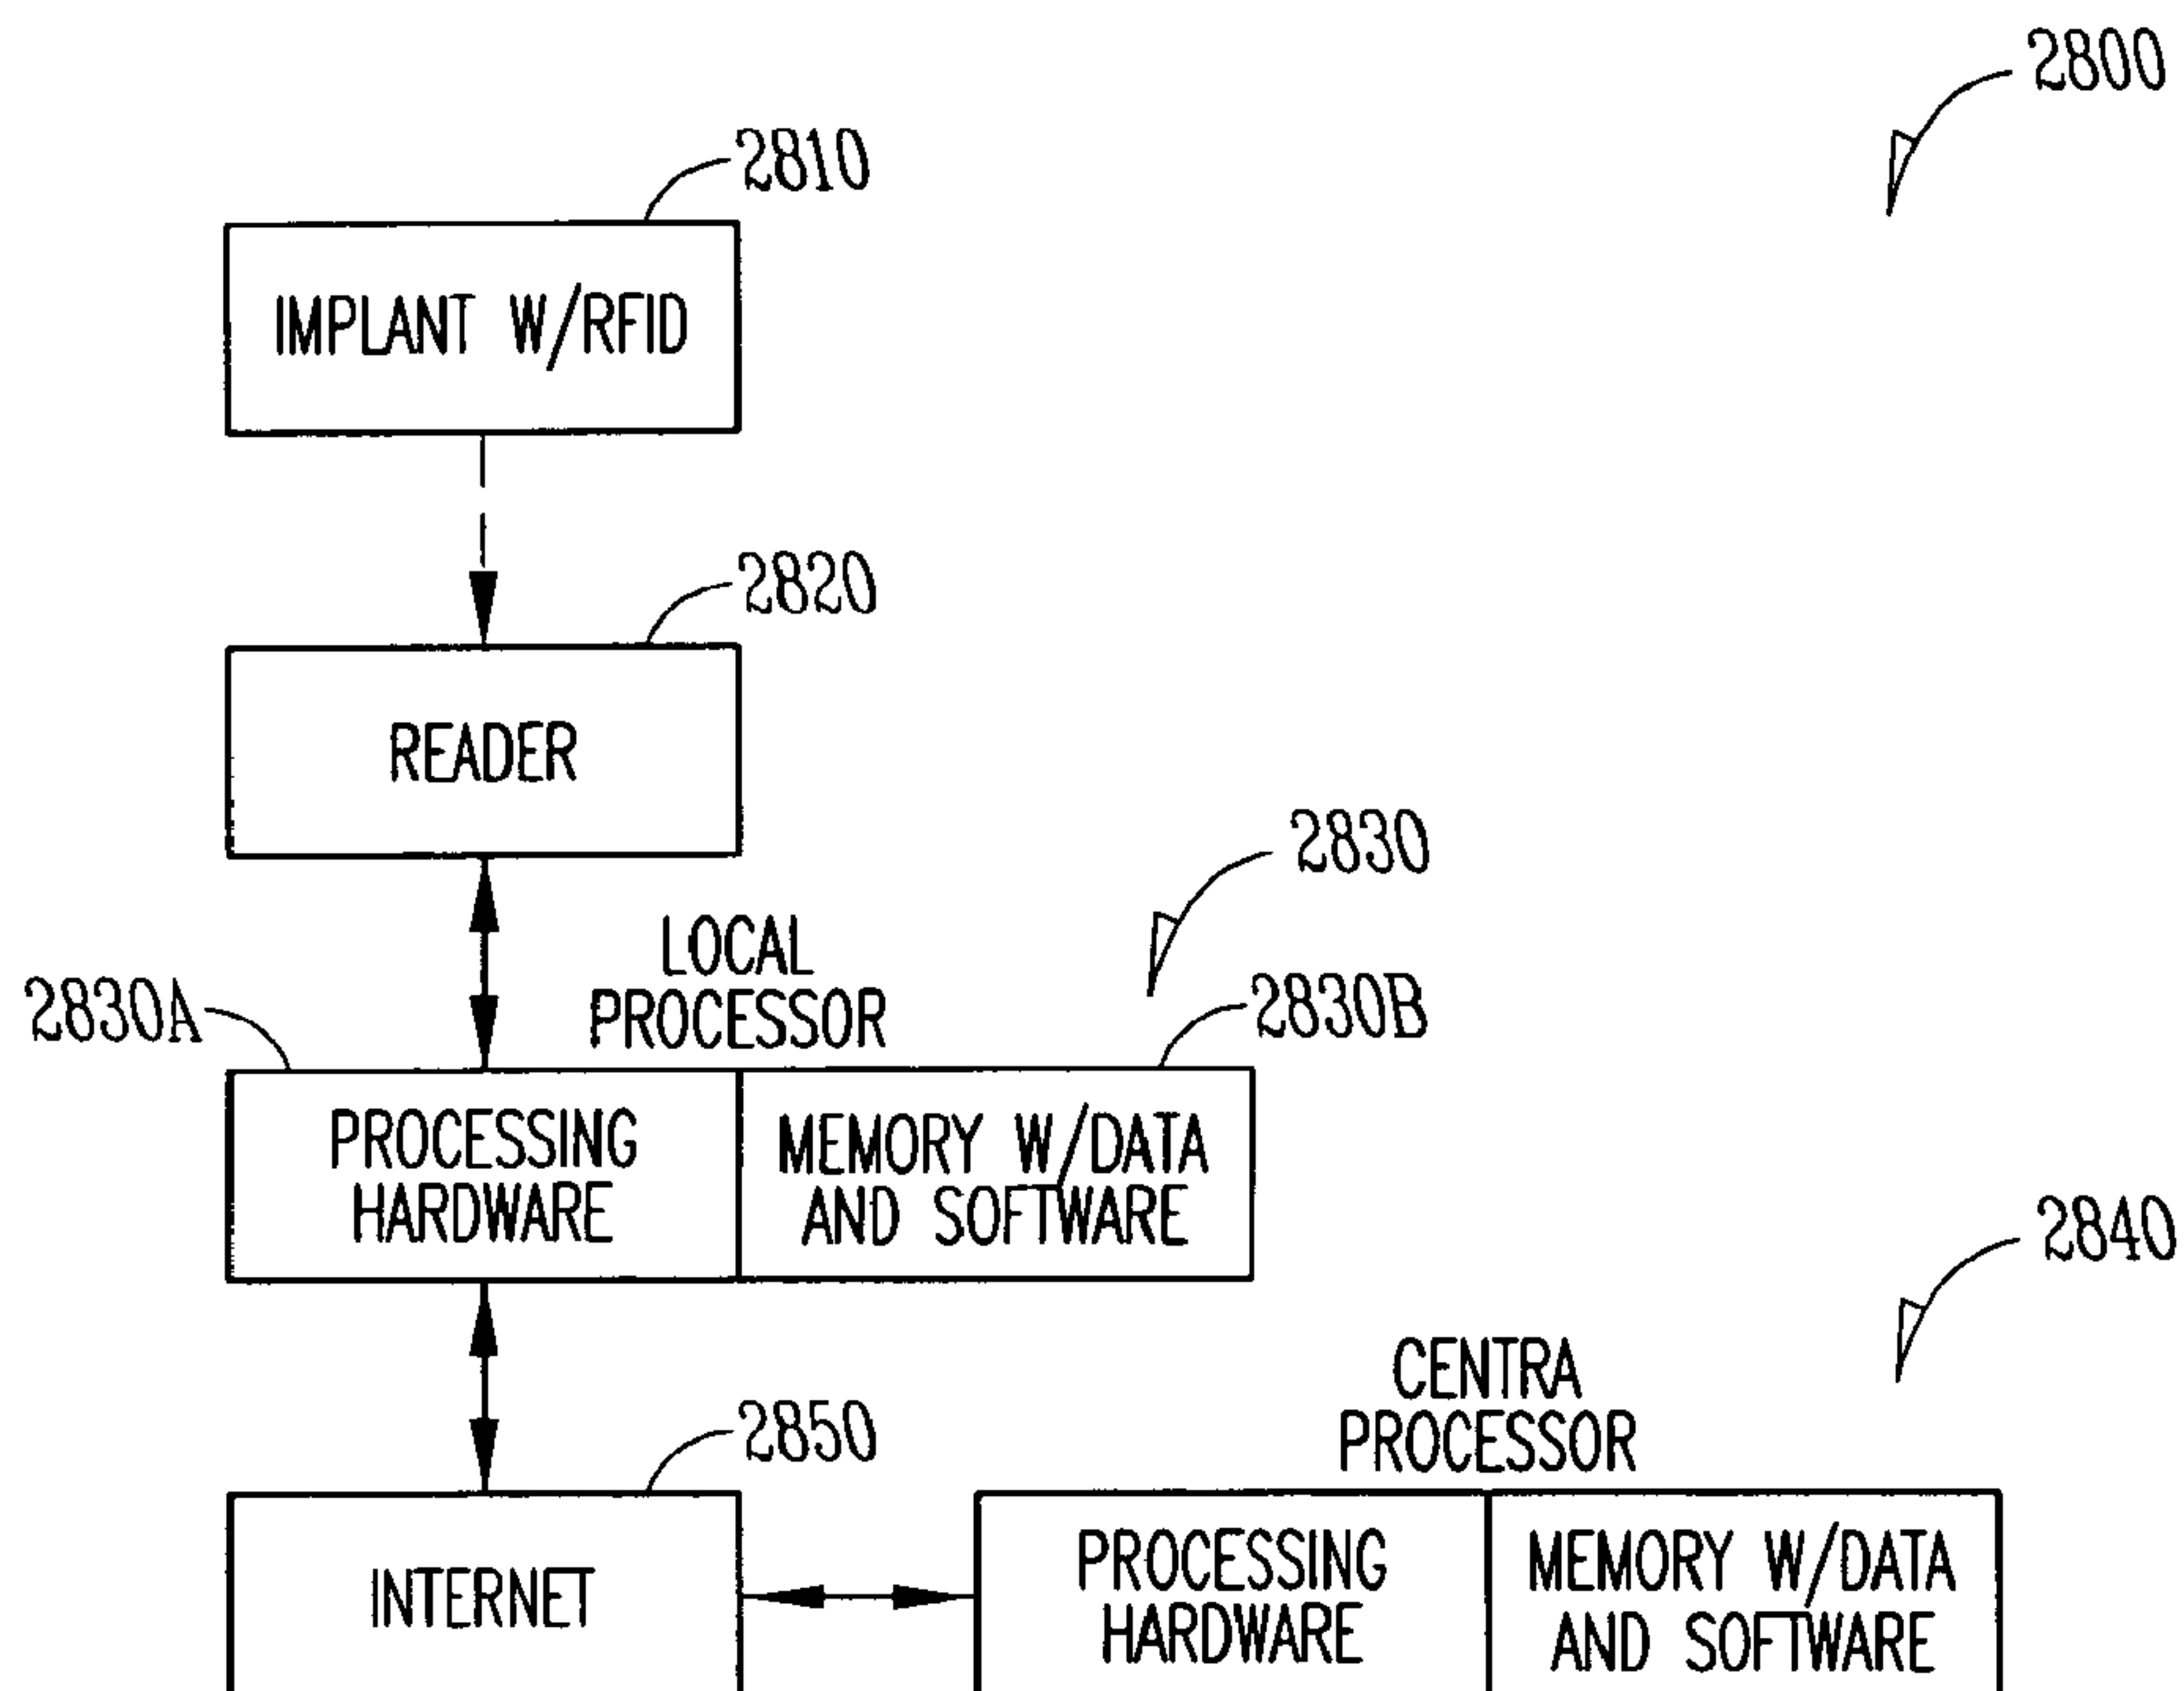 2800
2810
IMPLANT W/RFID
2820
READER
2830
LOCAL
PROCESSOR
2830A
2830B
PROCESSING
HARDWARE
MEMORY W/DATA
AND SOFTWARE
2840
CENTRA
PROCESSOR
2850
INTERNET
PROCESSING
HARDWARE
MEMORY W/DATA
AND SOFTWARE